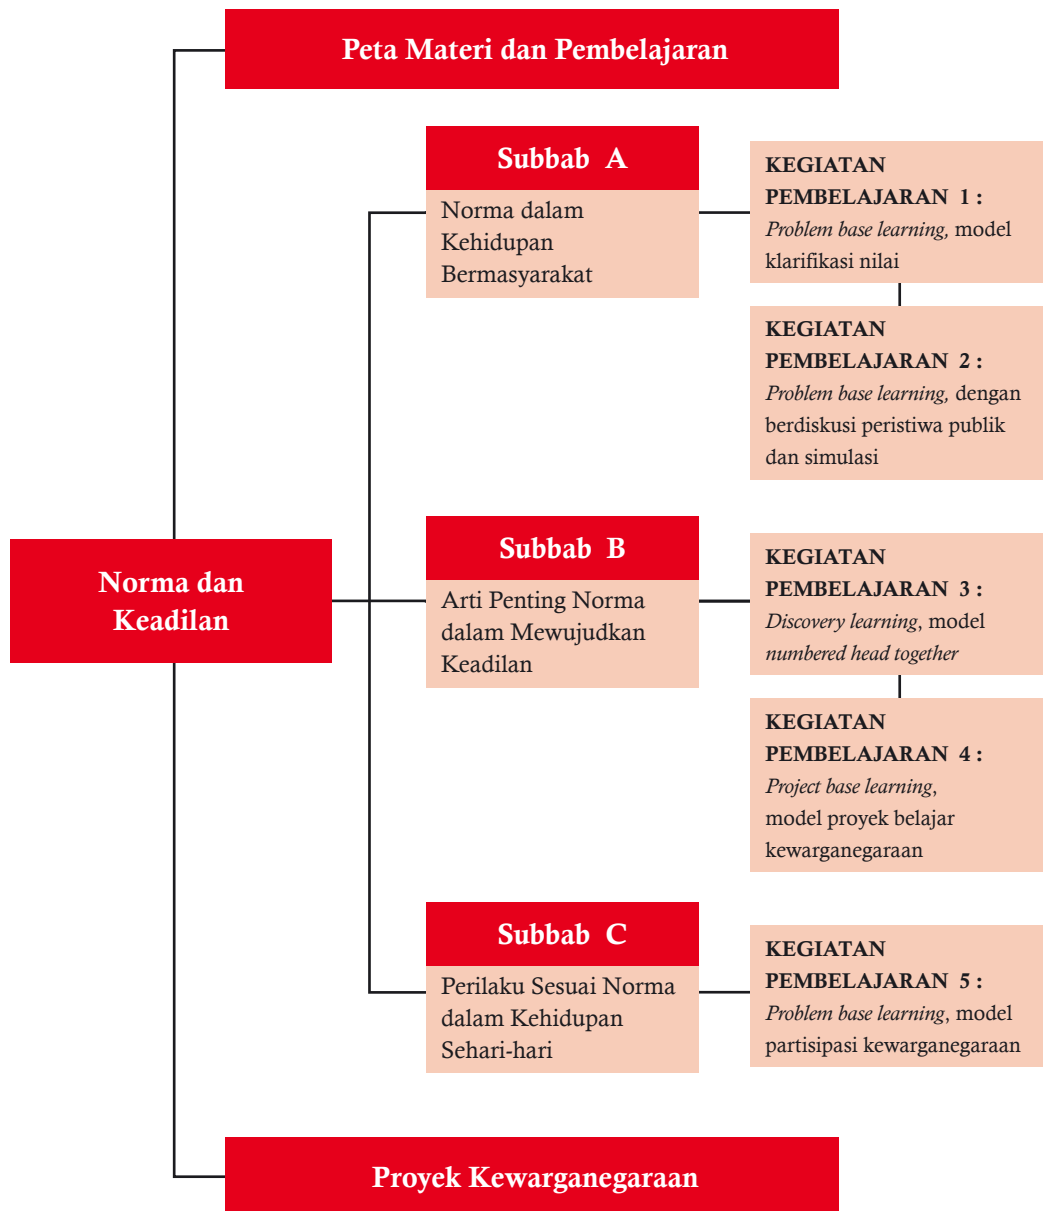 Peta Materi dan Pembelajaran
Subbab A
Norma dalam
Kehidupan
Bermasyarakat
KEGIATAN
PEMBELAJARAN 1 :
Problem base learning, model
klarifikasi nilai
KEGIATAN
PEMBELAJARAN 2 :
Problem base learning, dengan
berdiskusi peristiwa publik
dan simulasi
Norma dan
Keadilan
Subbab B
Arti Penting Norma
dalam Mewujudkan
Keadilan
KEGIATAN
PEMBELAJARAN 3 :
Discovery learning, model
numbered head together
KEGIATAN
PEMBELAJARAN 4 :
Project base learning,
model proyek belajar
kewarganegaraan
Subbab C
Perilaku Sesuai Norma
dalam Kehidupan
Sehari-hari
KEGIATAN
PEMBELAJARAN 5 :
Problem base learning, model
partisipasi kewarganegaraan
Proyek Kewarganegaraan